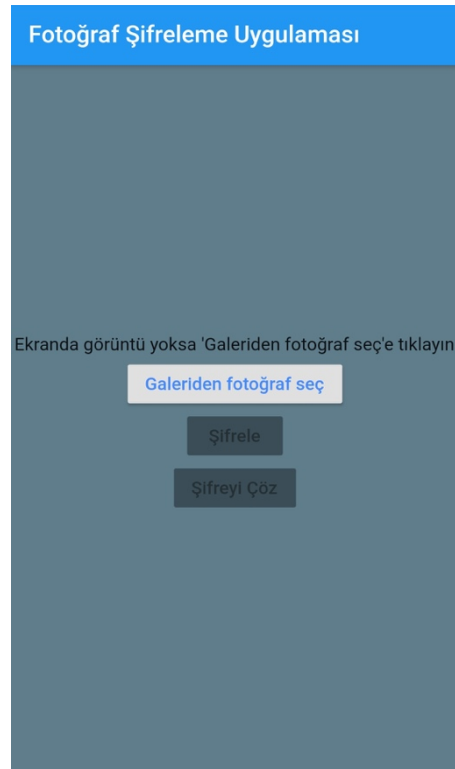 Fotoğraf Şifreleme Uygulaması
Ekranda görüntü yoksa 'Galeriden fotoğraf seç'e tıklayın
Galeriden fotoğraf seç
Şifrele
Şifreyi Çöz